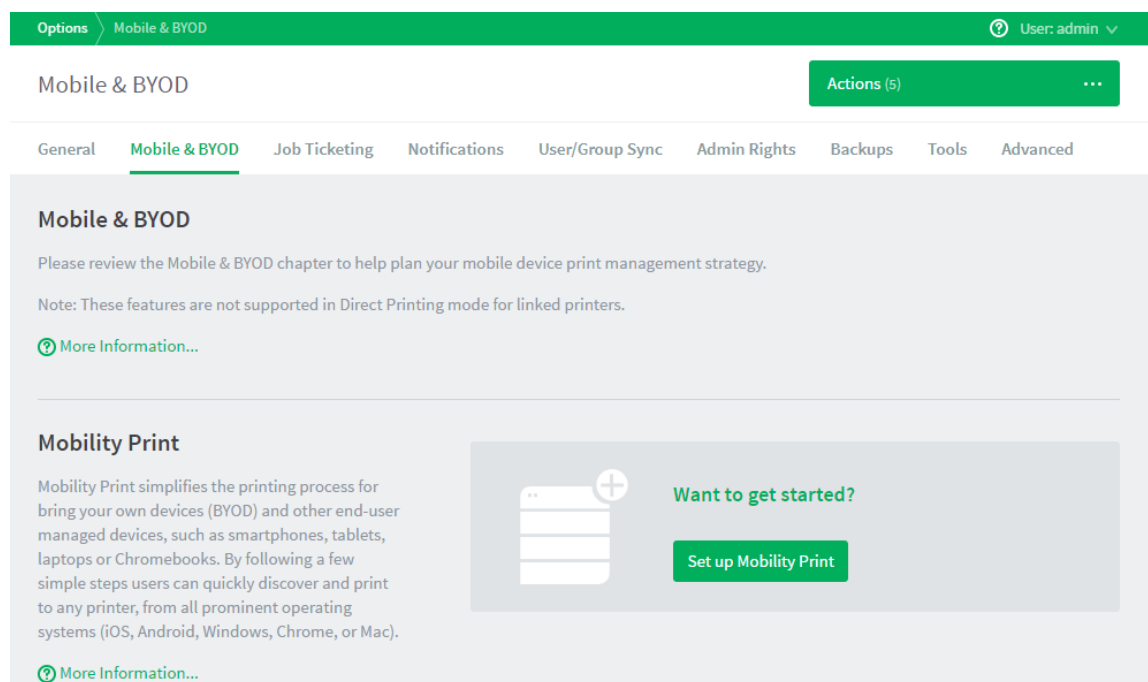 Options Mobile & BYOD User: admin
Mobile & BYOD
Actions (5)
General Mobile & BYOD Job Ticketing Notifications User/Group Sync Admin Rights Backups Tools Advanced
Mobile & BYOD
Please review the Mobile & BYOD chapter to help plan your mobile device print management strategy.
Note: These features are not supported in Direct Printing mode for linked printers.
More Information...
Mobility Print
Mobility Print simplifies the printing process for
bring your own devices (BYOD) and other end-user
managed devices, such as smartphones, tablets,
laptops or Chromebooks. By following a few
simple steps users can quickly discover and print
to any printer, from all prominent operating
systems (iOS, Android, Windows, Chrome, or Mac).
More Information...
Want to get started?
Set up Mobility Print